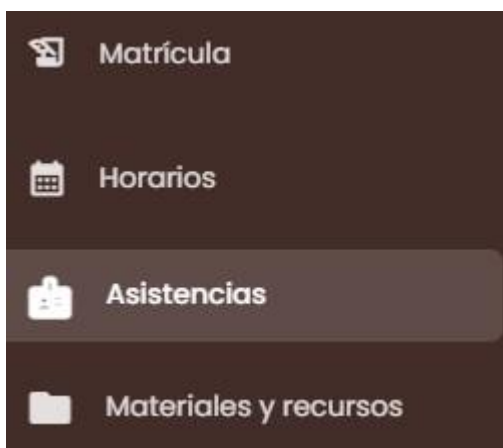 Matrícula
Horarios
Asistencias
Materiales y recursos